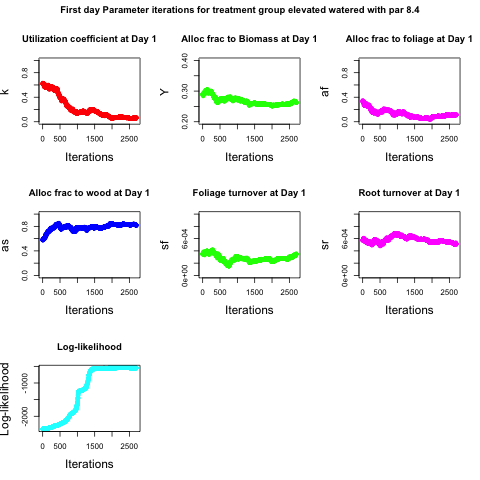 First day Parameter iterations for treatment group elevated watered with par 8.4
Utilization coefficient at Day 1
k
0.0 0.4 0.8
0 500 1500 2500
Iterations
Alloc frac to Biomass at Day 1
Y
0.20 0.30 0.40
0 500 1500 2500
Iterations
Alloc frac to foliage at Day 1
af
0.0 0.4 0.8
0 500 1500 2500
Iterations
Alloc frac to wood at Day 1
as
0.0 0.4 0.8
0 500 1500 2500
Iterations
Foliage turnover at Day 1
sf
0e+00 6e-04
0 500 1500 2500
Iterations
Root turnover at Day 1
sr
0e+00 6e-04
0 500 1500 2500
Iterations
Log-likelihood
Log-likelihood
-2000 -1000
0 500 1500 2500
Iterations